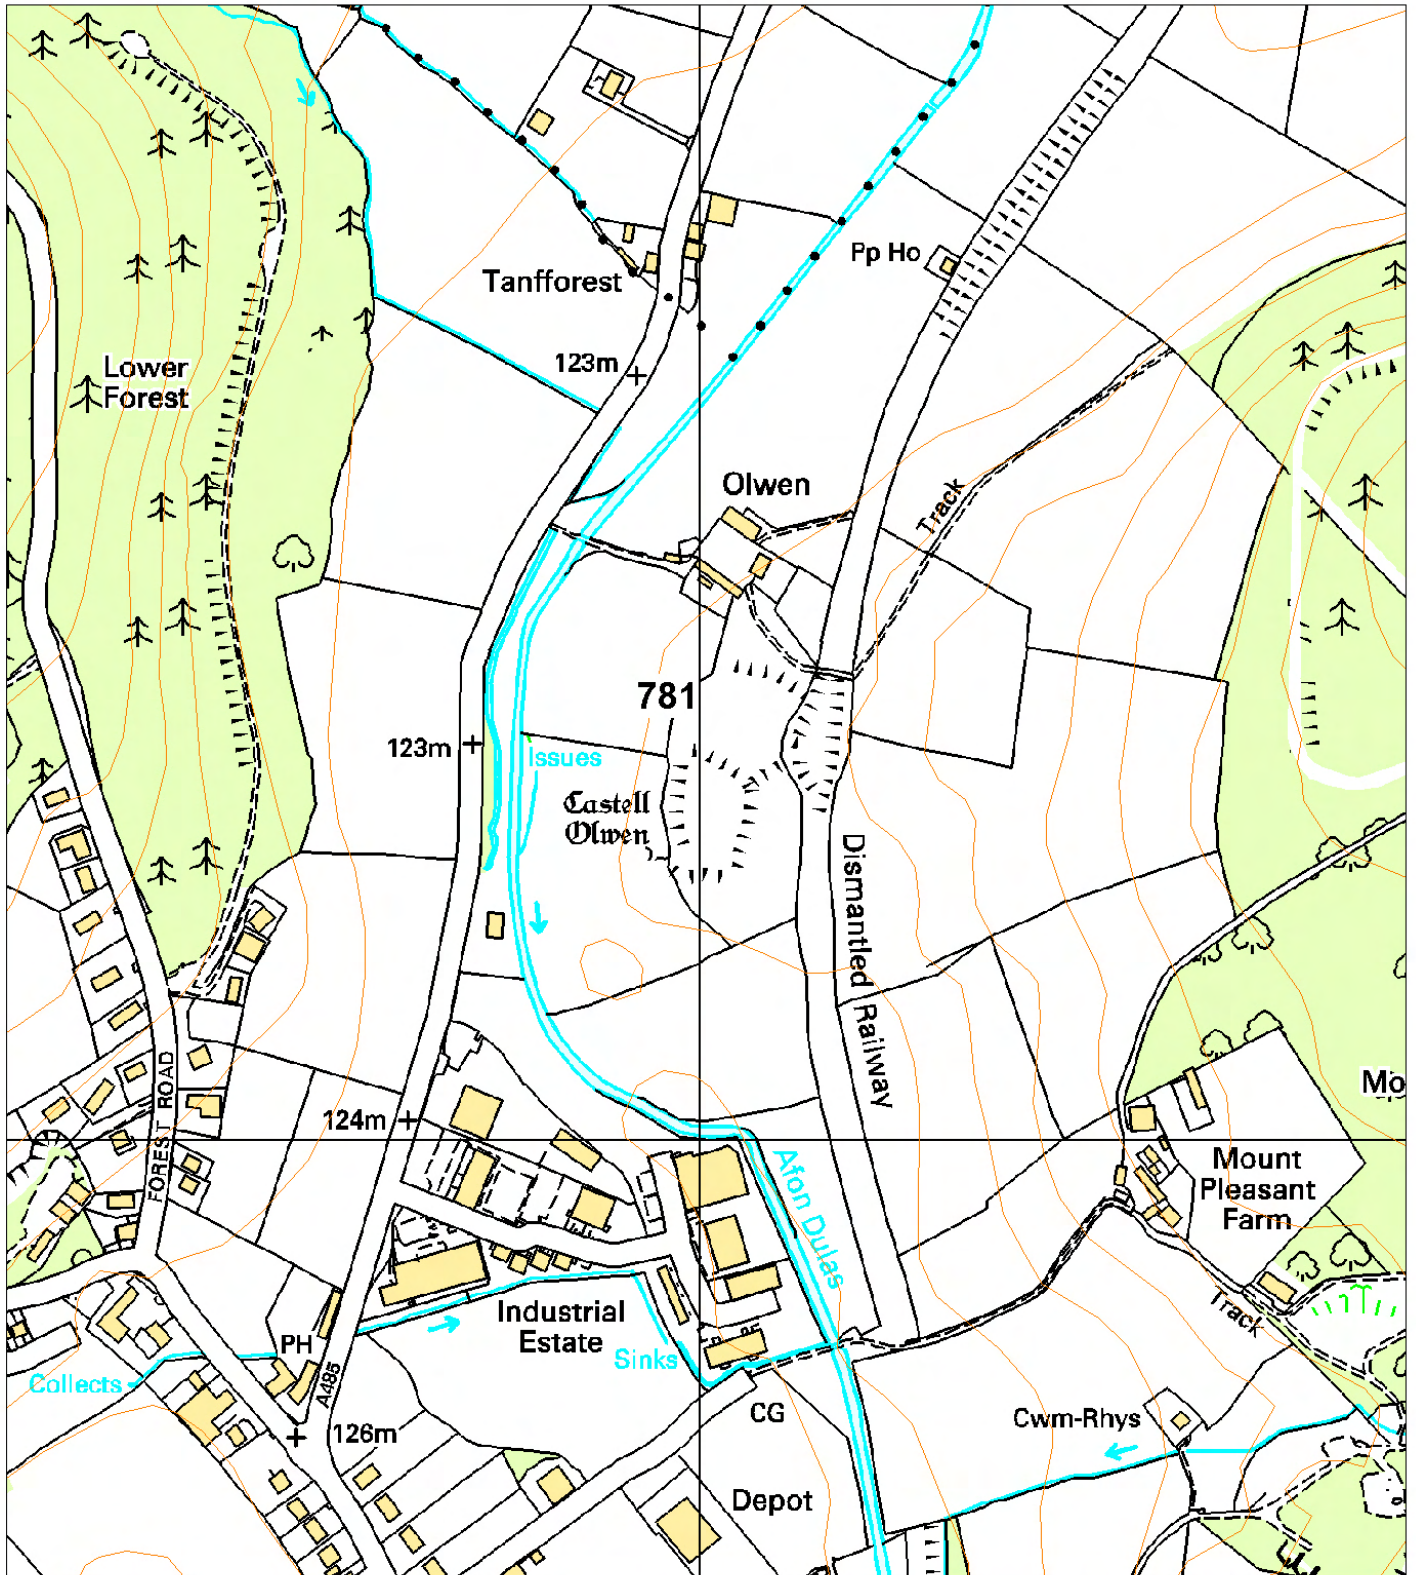 Pp Ho
Tanfforest
123m
Lower
Forest
Olwen
Track
781
123m
Issues
Castell
Olwen
Dismantled Railway
FOREST ROAD
Mo
124m
Mount
Pleasant
Farm
Afon Dulas
Track
Industrial
Estate
PH
Sinks
A485
Collects
CG
Cwm-Rhys
126m
Depot